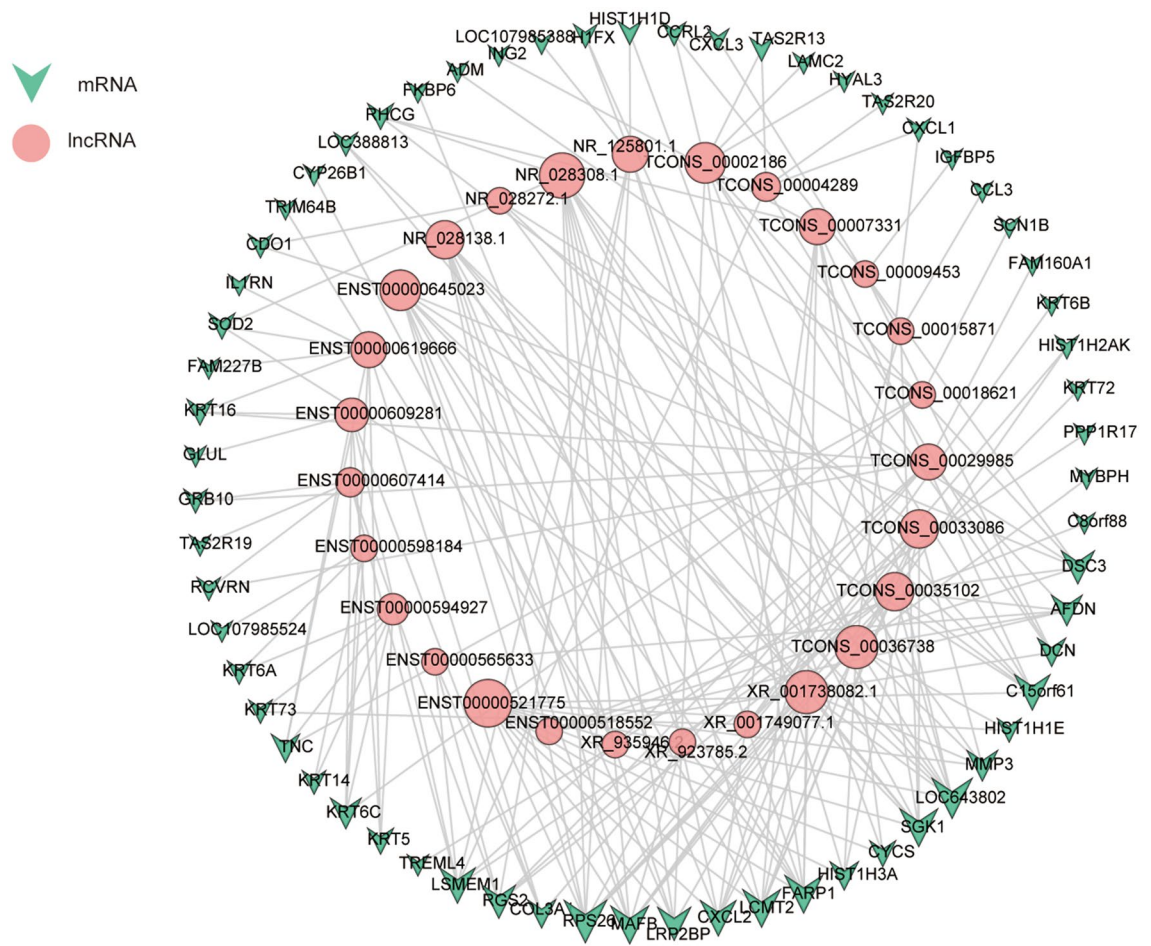 mRNA
lncRNA
HIST1H1D
CCRL2
CXCL3
TAS2R13
LAMC2
HYAL3
TAS2R20
CXCL1
IGFBP5
CCL3
SCN1B
FAM160A1
KRT6B
HIST1H2AK
KRT72
PPP1R17
MYBPH
C8orf88
DSC3
AFDN
DCN
C15orf61
HIST1H1E
MMP3
LOC643802
SGK1
CYCS
HIST1H3A
FARP1
LCMT2
CXCL2
LRP2BP
MAFB
RPS26
RGS2
LSMEM1
TREML4
KRT5
KRT6C
KRT14
TNC
KRT73
KRT6A
LOC107985524
RCVRN
TAS2R19
GRB10
GLUL
KRT16
FAM227B
SOD2
CDO1
TRIM64B
CYP26B1
LOC388813
RHCG
FKBP6
ADM
ING2
LOC107985388
H1FX
NR_125801.1
TCONS_00002186
TCONS_00004289
TCONS_00007331
TCONS_00009453
TCONS_00015871
TCONS_00018621
TCONS_00029985
TCONS_00033086
TCONS_00035102
TCONS_00036738
XR_001738082.1
XR_001749077.1
XR_923785.2
ENST00000518552
ENST00000521775
ENST00000565633
ENST00000594927
ENST00000598184
ENST00000607414
ENST00000609281
ENST00000619666
ENST00000645023
NR_028138.1
NR_028272.1
NR_028308.1